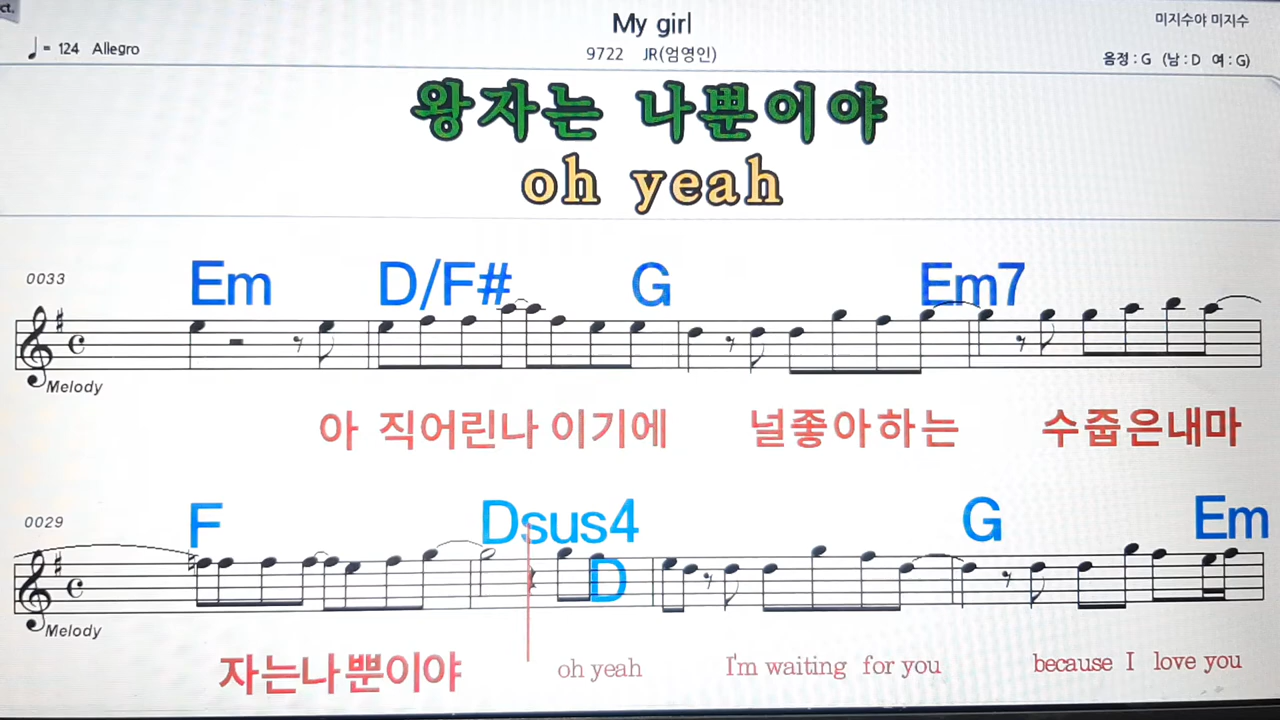 ct.
My girl
미지수야 미지수
♩= 124 Allegro
9722 JR(엄영인)
음정 : G (남 : D 여 : G)
왕자는 나뿐이야
oh yeah
0033
Em D/F# G Em7
Melody
아 직어린나 이기에 널좋아하는 수줍은내마
0029
F Dsus4 D G Em
Melody
자는나뿐이야 oh yeah I'm waiting for you because I love you